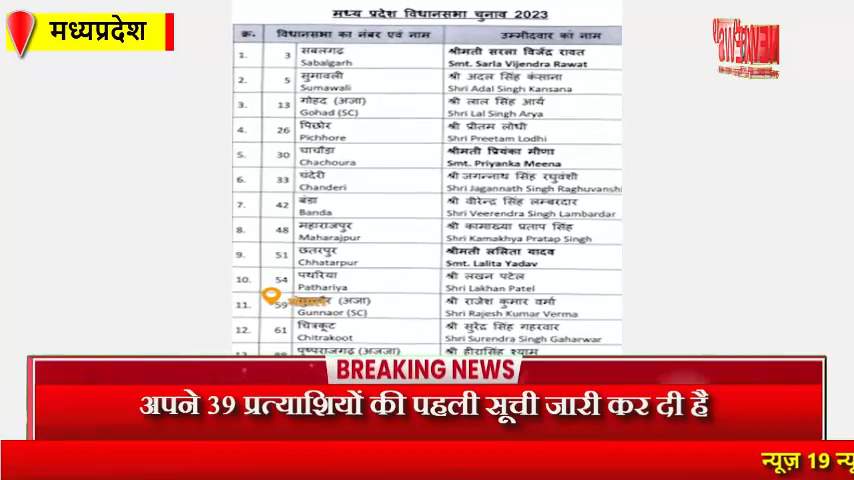 मध्यप्रदेश
मध्य प्रदेश विधानसभा चुनाव 2023
क्र. विधानसभा का नंबर एवं नाम उम्मीदवार का नाम
1. 3 सबलगढ़ श्रीमती सरला विजेंद्र रावत
Sabalgarh Smt. Sarla Vijendra Rawat
2. 5 सुमावली श्री अदल सिंह कंसाना
Sumawali Shri Adal Singh Kansana
3. 13 गोहद (अजा) श्री लाल सिंह आर्य
Gohad (SC) Shri Lal Singh Arya
4. 26 पिछोर श्री प्रीतम लोधी
Pichhore Shri Preetam Lodhi
5. 30 चाचौड़ा श्रीमती प्रियंका मीणा
Chachoura Smt. Priyanka Meena
6. 33 चंदेरी श्री जगन्नाथ सिंह रघुवंशी
Chanderi Shri Jagannath Singh Raghuvanshi
7. 42 बंडा श्री वीरेन्द्र सिंह लम्बरदार
Banda Shri Veerendra Singh Lambardar
8. 48 महाराजपुर श्री कामाख्या प्रताप सिंह
Maharajpur Shri Kamakhya Pratap Singh
9. 51 छतरपुर श्रीमती ललिता यादव
Chhatarpur Smt. Lalita Yadav
10. 54 पथरिया श्री लखन पटेल
Pathariya Shri Lakhan Patel
11. 59 (अजा) श्री राजेश कुमार वर्मा
Gunnaor (SC) Shri Rajesh Kumar Verma
12. 61 चित्रकूट श्री सुरेंद्र सिंह गहरवार
Chitrakoot Shri Surendra Singh Gaharwar
पुष्पराजगढ़ (अजजा) श्री हीरासिंह श्याम
BREAKING NEWS
अपने 39 प्रत्याशियों की पहली सूची जारी कर दी है
न्यूज़ 19 न्यू